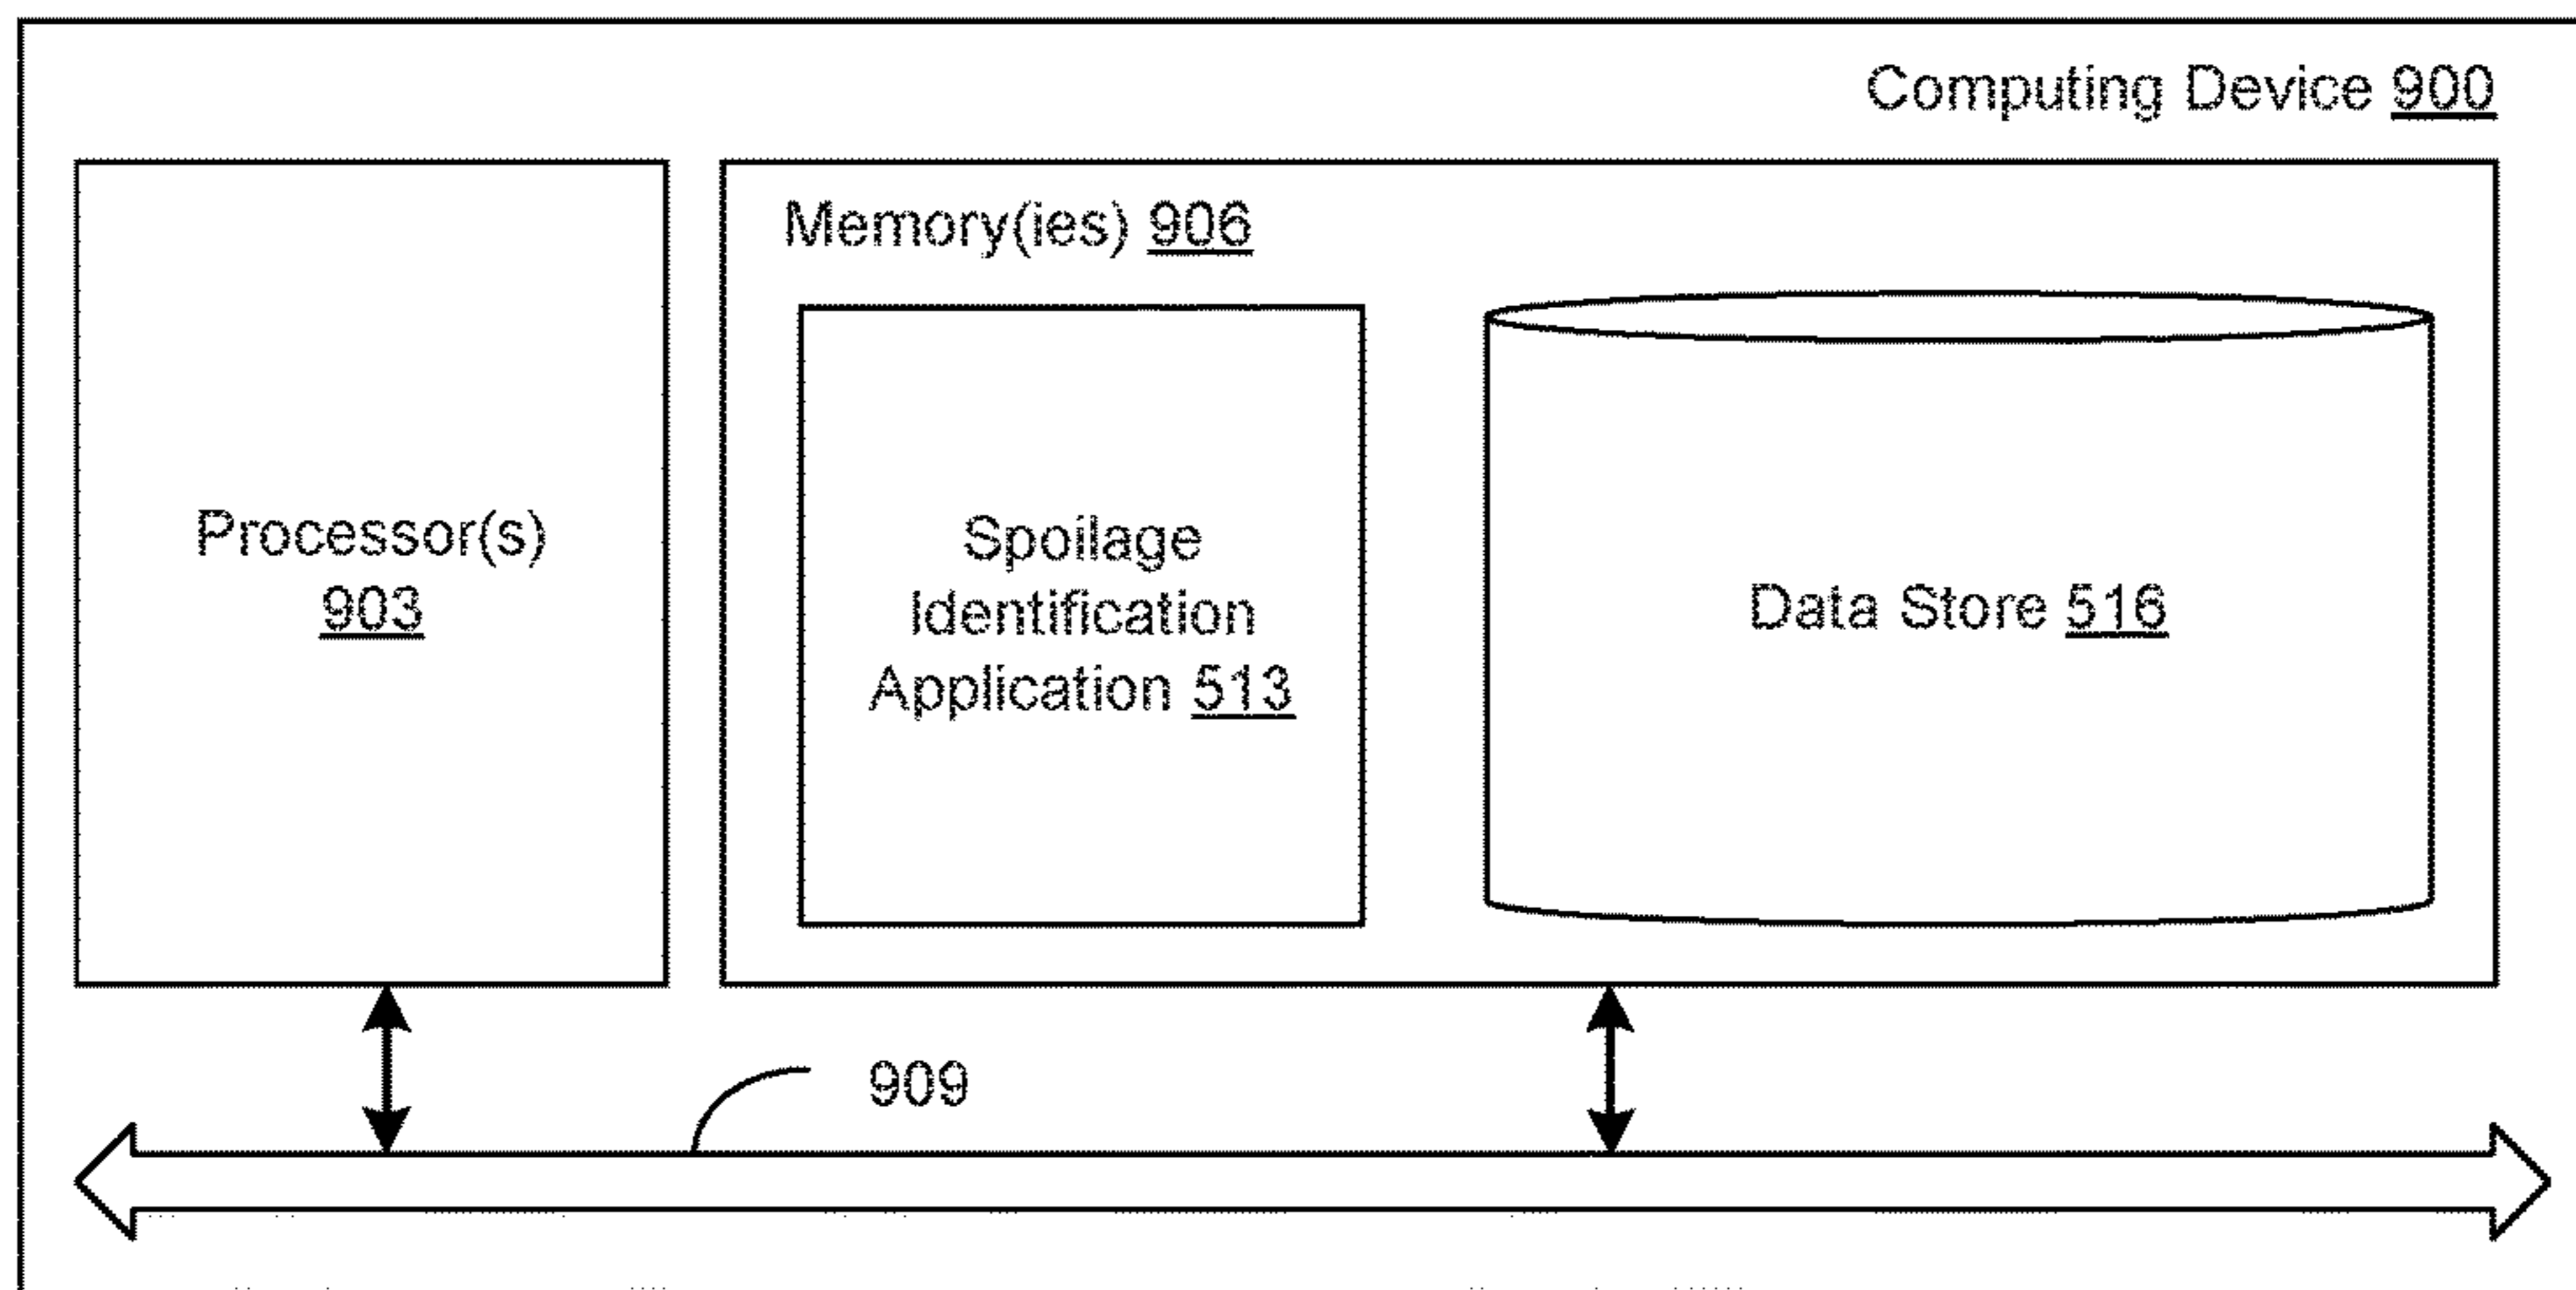 Computing Device 900
Memory(ies) 906
Processor(s)
903
Spoilage
Identification
Application 513
Data Store 516
909